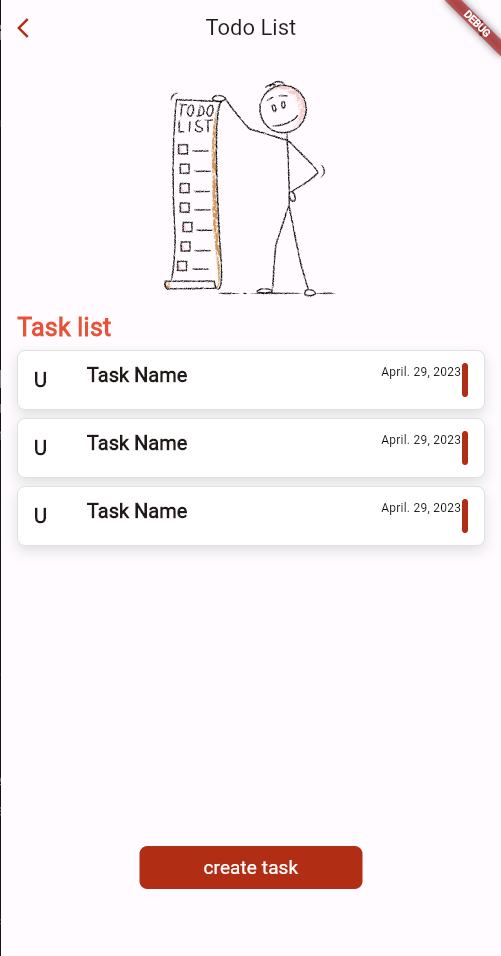 Todo List
DEBUG
TODO
LIST
Task list
U Task Name April. 29, 2023
U Task Name April. 29, 2023
U Task Name April. 29, 2023
create task